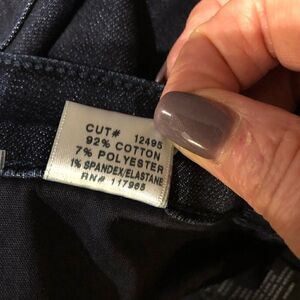 CUT# 12495
92% COTTON
7% POLYESTER
1% SPANDEX/ELASTANE
RN# 117965